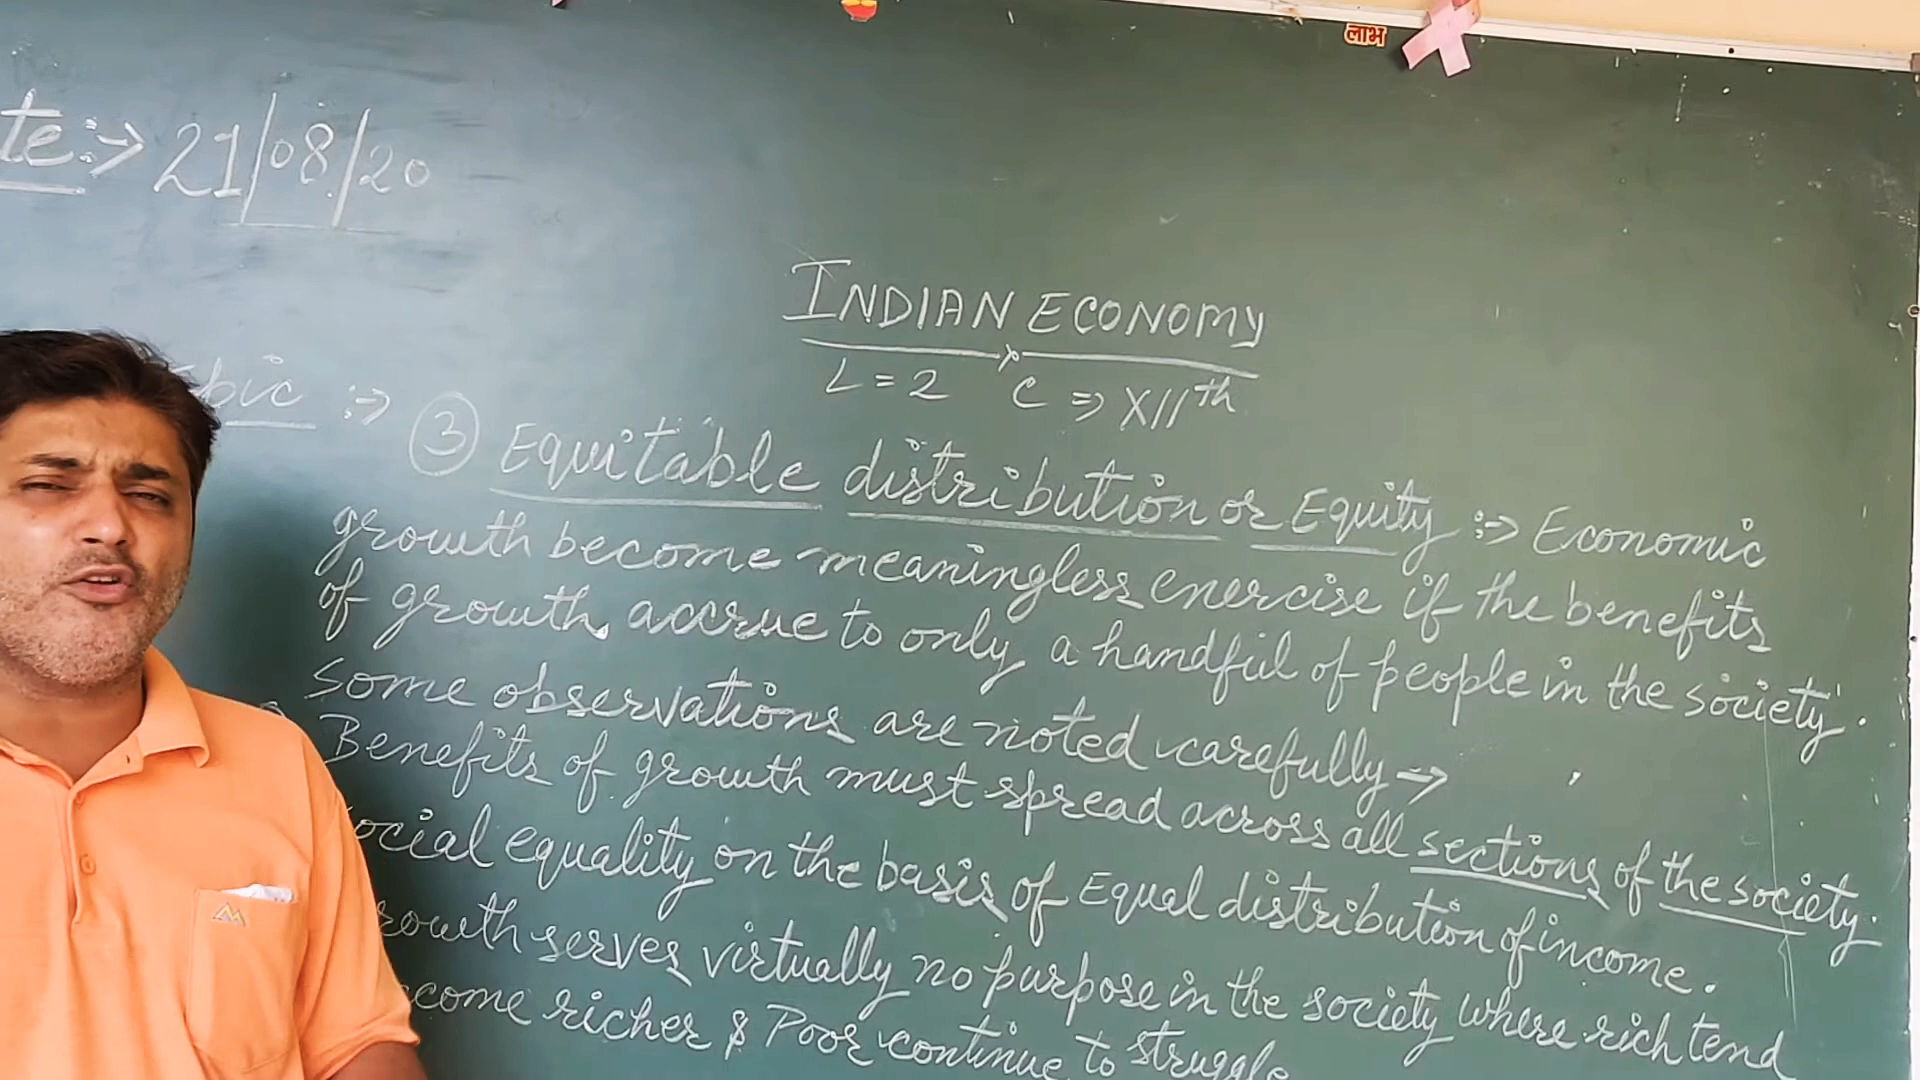 लाभ
te :-> 21/08/20
INDIAN ECONOMY
L=2 C => XIIth
pic :->
③ Equitable distribution or Equity :-> Economic
growth become meaningless enercise if the benefits
of growth accrue to only a handful of people in the society.
Some observations are noted carefully ->
Benefits of growth must spread across all sections of the society.
ocial equality on the basis of Equal distribution of income.
rowth serves virtually no purpose in the society where rich tend
come richer & Poor continue to struggle